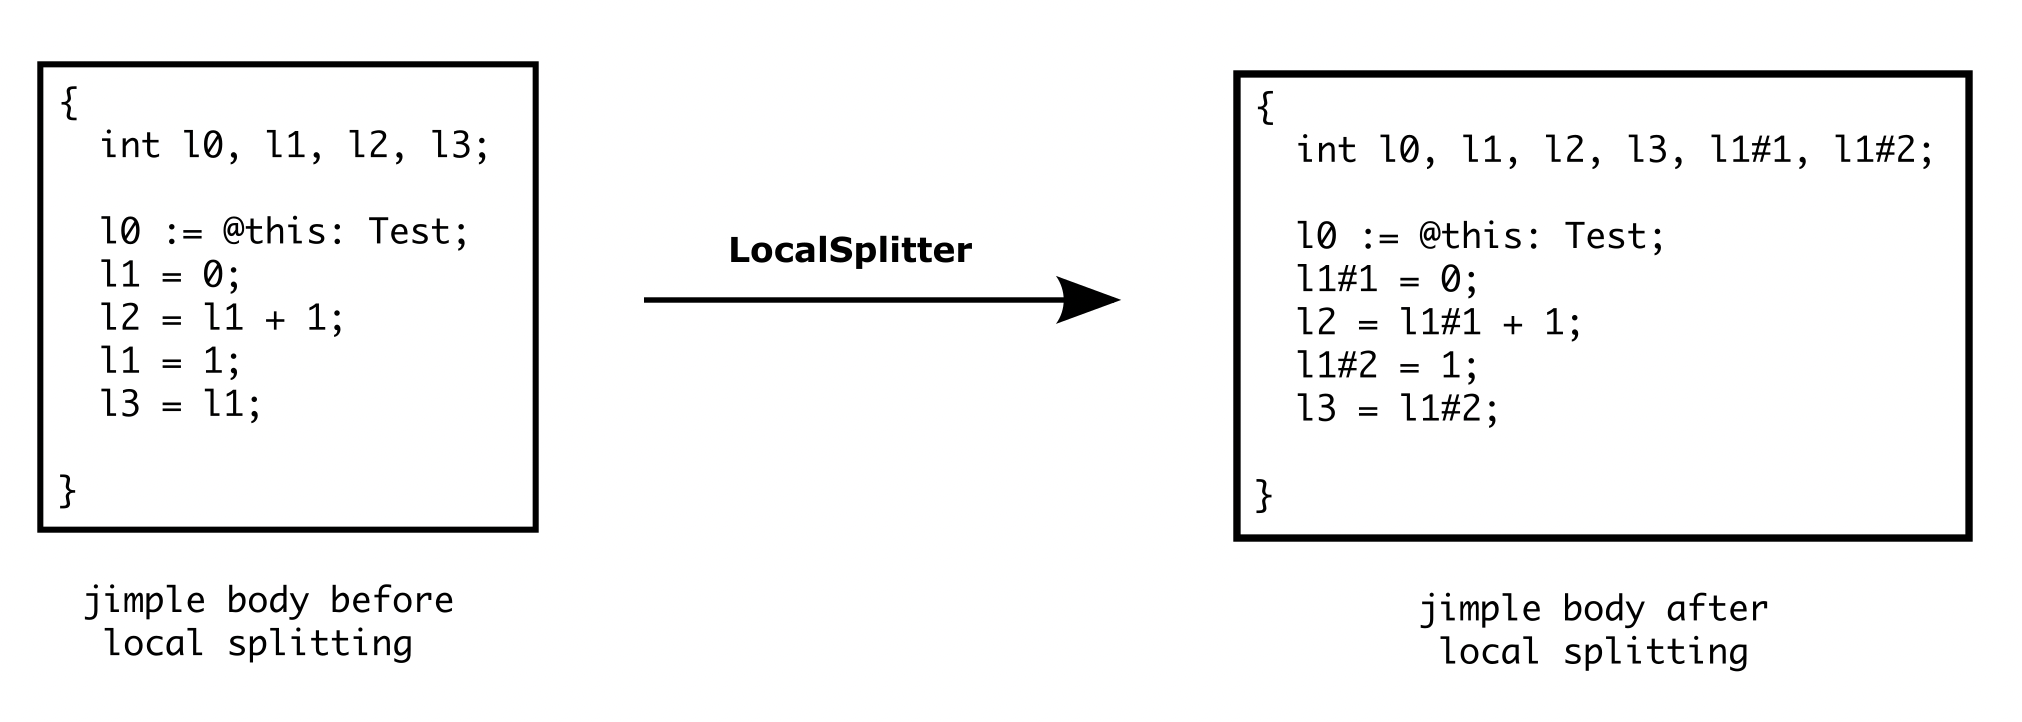 {
int l0, l1, l2, l3;
l0 := @this: Test;
l1 = 0;
l2 = l1 + 1;
l1 = 1;
l3 = l1;
}
jimple body before
local splitting
LocalSplitter
{
int l0, l1, l2, l3, l1#1, l1#2;
l0 := @this: Test;
l1#1 = 0;
l2 = l1#1 + 1;
l1#2 = 1;
l3 = l1#2;
}
jimple body after
local splitting